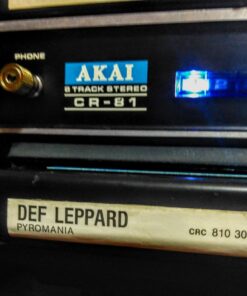 PHONE
AKAI
8 TRACK STEREO
CR-81
DEF LEPPARD
PYROMANIA
CRC 810 30